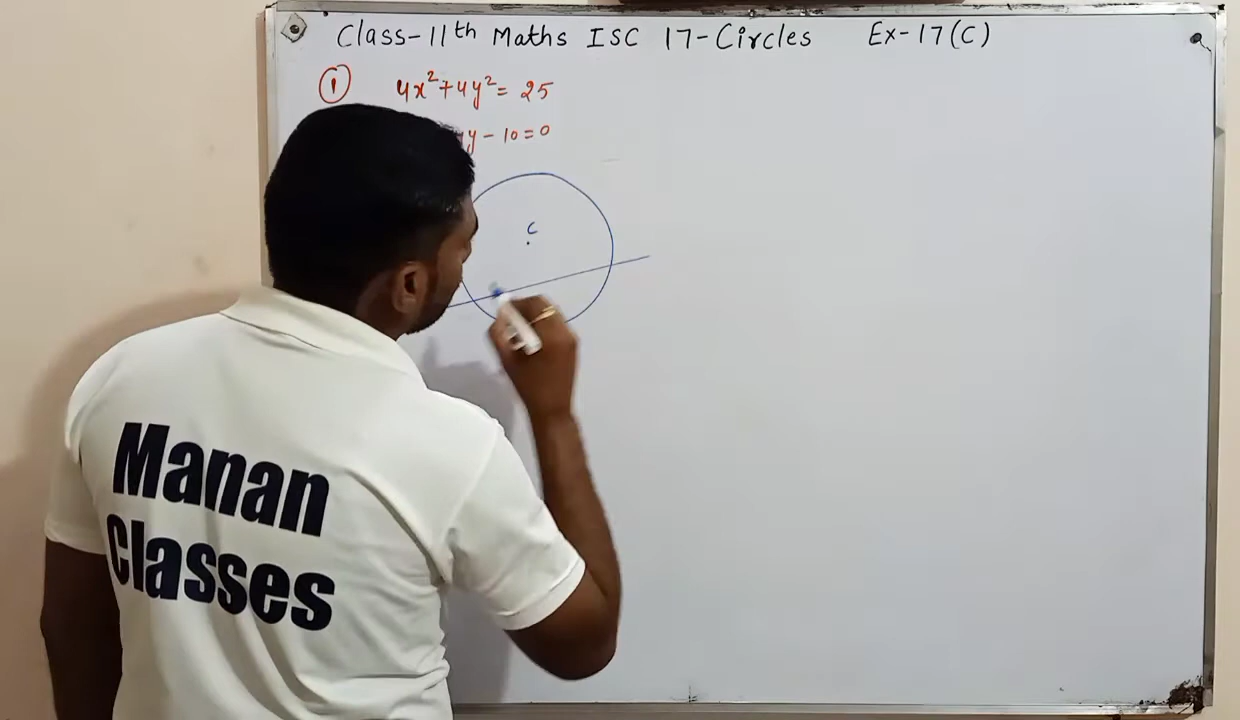 Class-11th Maths ISC 17-Circles Ex-17(C)
① 4x²+4y² = 25
y - 10 = 0
C
Manan
Classes